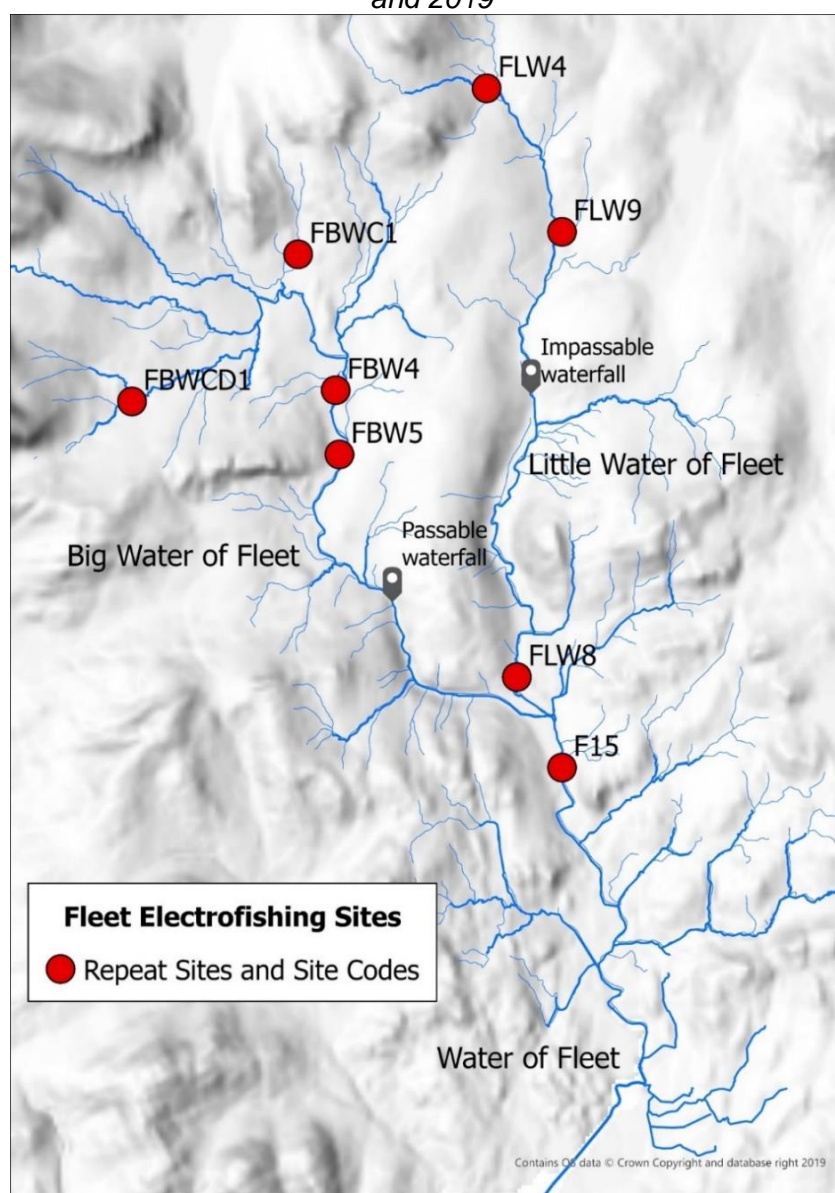 and 2019
FLW4
FLW9
FBWC1
Impassable
waterfall
FBW4
FBWCD1
FBW5
Little Water of Fleet
Passable
waterfall
Big Water of Fleet
FLW8
F15
Fleet Electrofishing Sites
Repeat Sites and Site Codes
Water of Fleet
Contains OS data © Crown Copyright and database right 2019